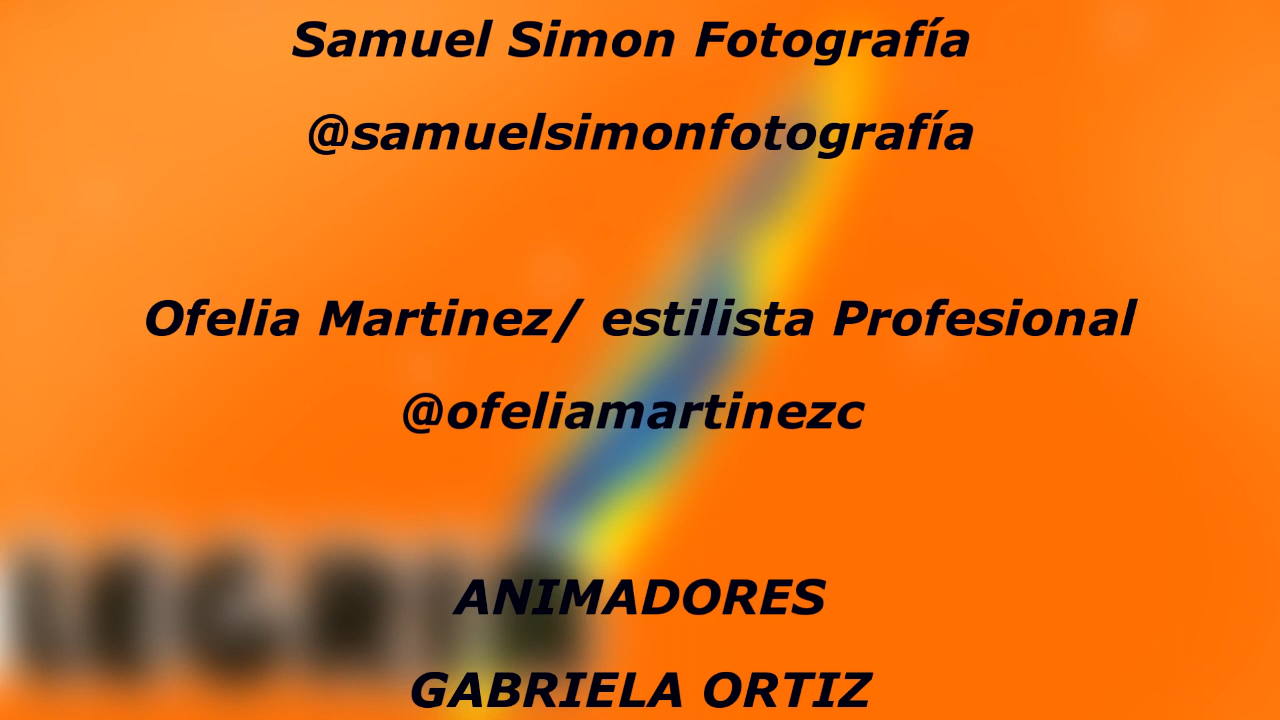 Samuel Simon Fotografía
@samuelsimonfotografía
Ofelia Martinez/ estilista Profesional
@ofeliamartinezc
ANIMADORES
GABRIELA ORTIZ